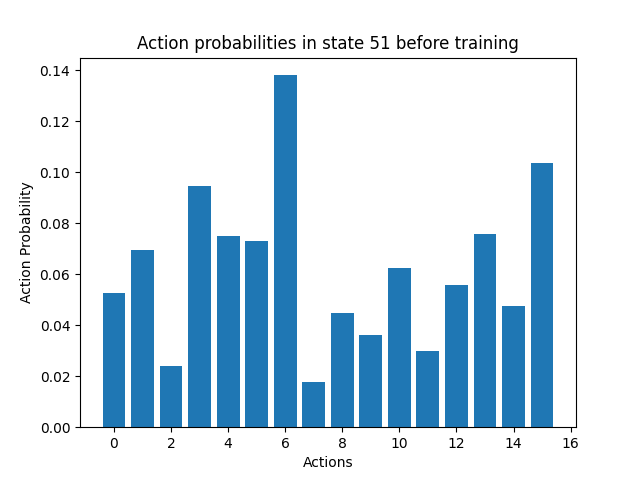 Action probabilities in state 51 before training
0.14
0.12
0.10
0.08
0.06
0.04
0.02
0.00
Action Probability
0 2 4 6 8 10 12 14 16
Actions